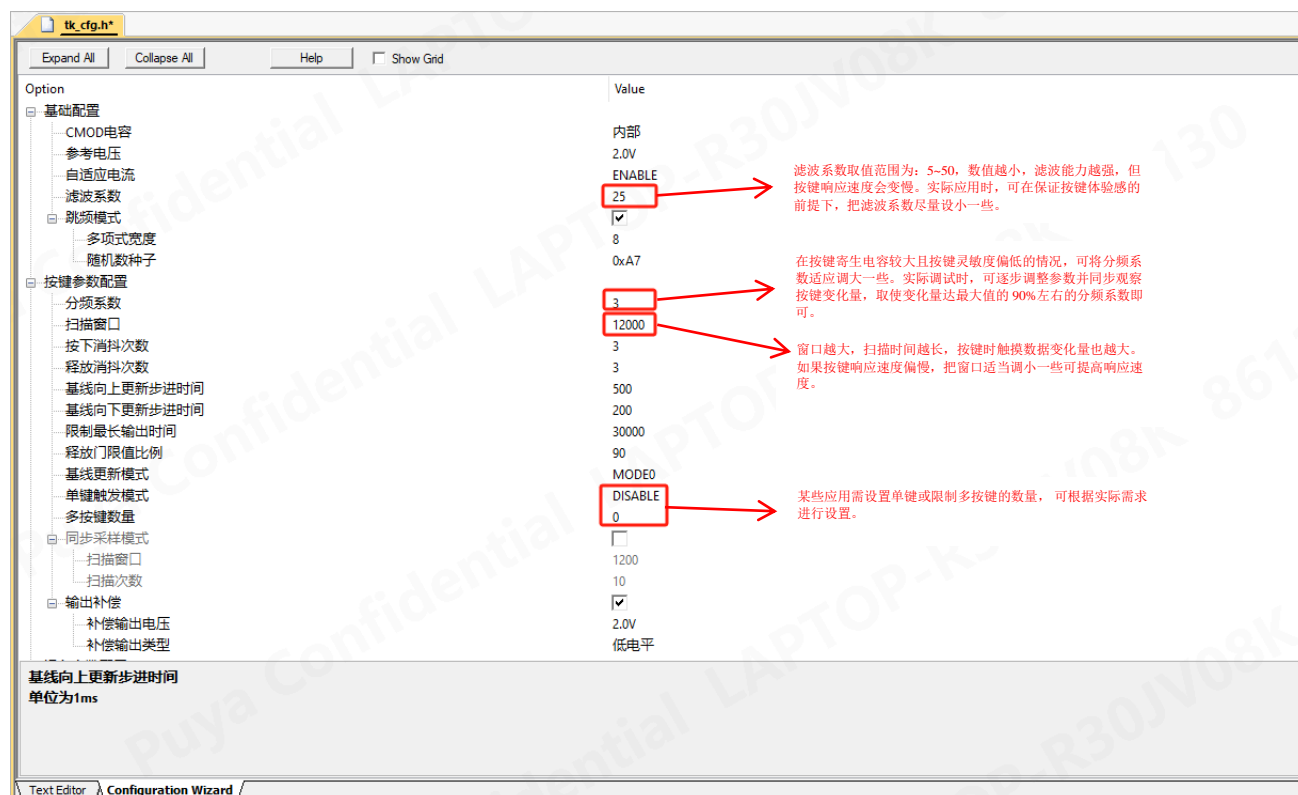 tk_cfg.h*
Expand All Collapse All Help Show Grid
Option Value
基础配置
CMOD电容 内部
参考电压 2.0V
自适应电流 ENABLE
滤波系数 25
跳频模式
多项式宽度 8
随机数种子 0xA7
按键参数配置
分频系数 3
扫描窗口 12000
按下消抖次数 3
释放消抖次数 3
基线向上更新步进时间 500
基线向下更新步进时间 200
限制最长输出时间 30000
释放门限值比例 90
基线更新模式 MODE0
单键触发模式 DISABLE
多按键数量 0
同步采样模式
扫描窗口 1200
扫描次数 10
输出补偿
补偿输出电压 2.0V
补偿输出类型 低电平
滤波系数取值范围为：5~50，数值越小，滤波能力越强，但
按键响应速度会变慢。实际应用时，可在保证按键体验感的
前提下，把滤波系数尽量设小一些。
在按键寄生电容较大且按键灵敏度偏低的情况，可将分频系
数适应调大一些。实际调试时，可逐步调整参数并同步观察
按键变化量，取使变化量达最大值的 90%左右的分频系数即
可。
窗口越大，扫描时间越长，按键时触摸数据变化量也越大。
如果按键响应速度偏慢，把窗口适当调小一些可提高响应速
度。
某些应用需设置单键或限制多按键的数量， 可根据实际需求
进行设置。
基线向上更新步进时间
单位为1ms
Text Editor Configuration Wizard
Puya Confidential LAPTOP-R30JV08K